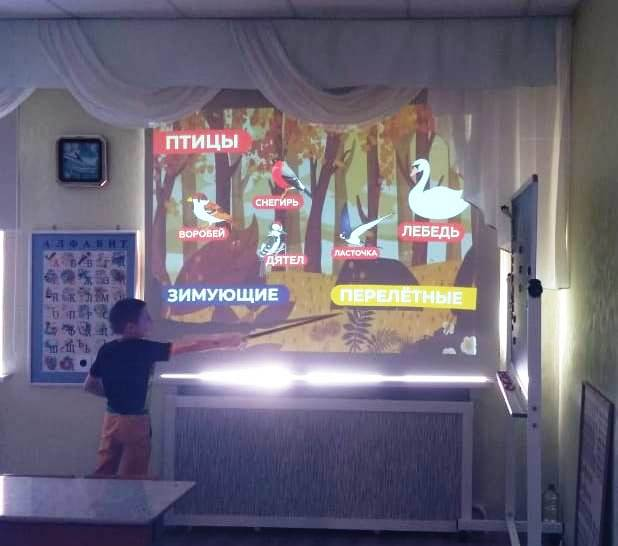 ПТИЦЫ
СНЕГИРЬ
ВОРОБЕЙ
ДЯТЕЛ
ЛАСТОЧКА
ЛЕБЕДЬ
ЗИМУЮЩИЕ
ПЕРЕЛЁТНЫЕ
АЛФАВИТ